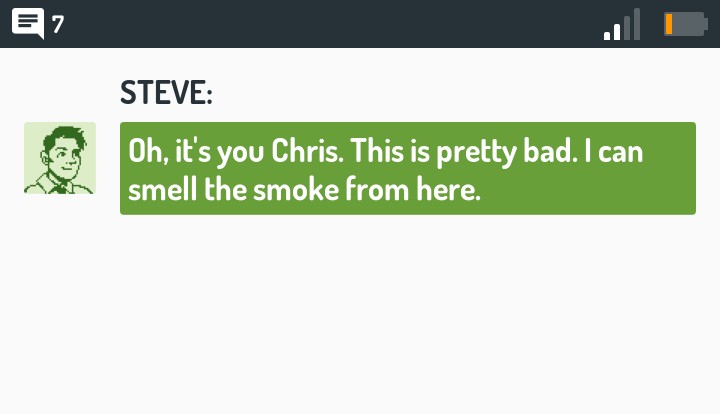 7
STEVE:
Oh, it's you Chris. This is pretty bad. I can
smell the smoke from here.